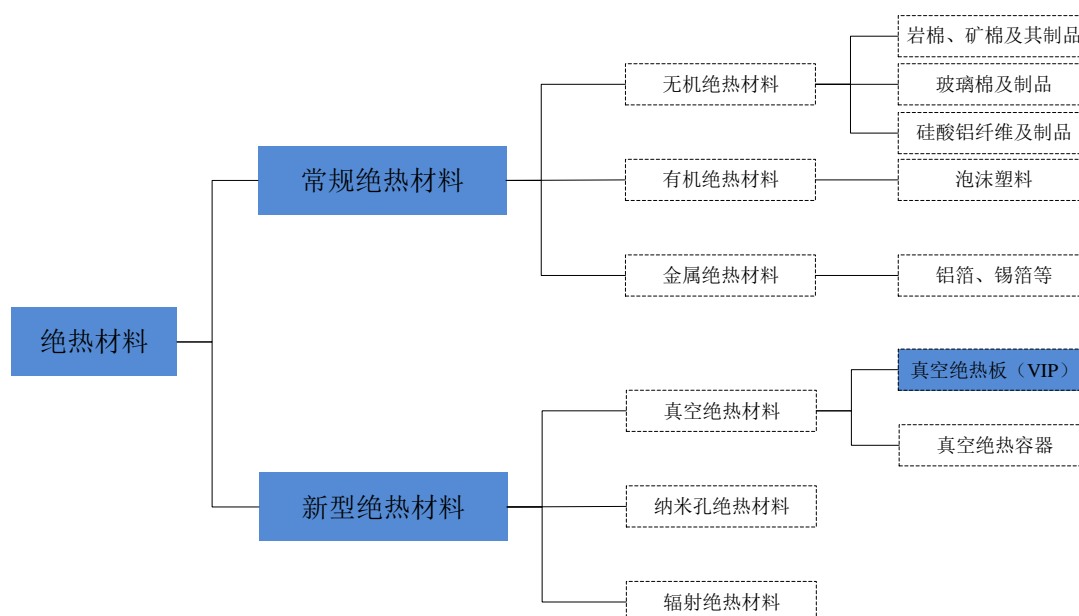 岩棉、矿棉及其制品
无机绝热材料
玻璃棉及制品
硅酸铝纤维及制品
常规绝热材料
有机绝热材料
泡沫塑料
金属绝热材料
铝箔、锡箔等
绝热材料
真空绝热板（VIP）
真空绝热材料
真空绝热容器
新型绝热材料
纳米孔绝热材料
辐射绝热材料